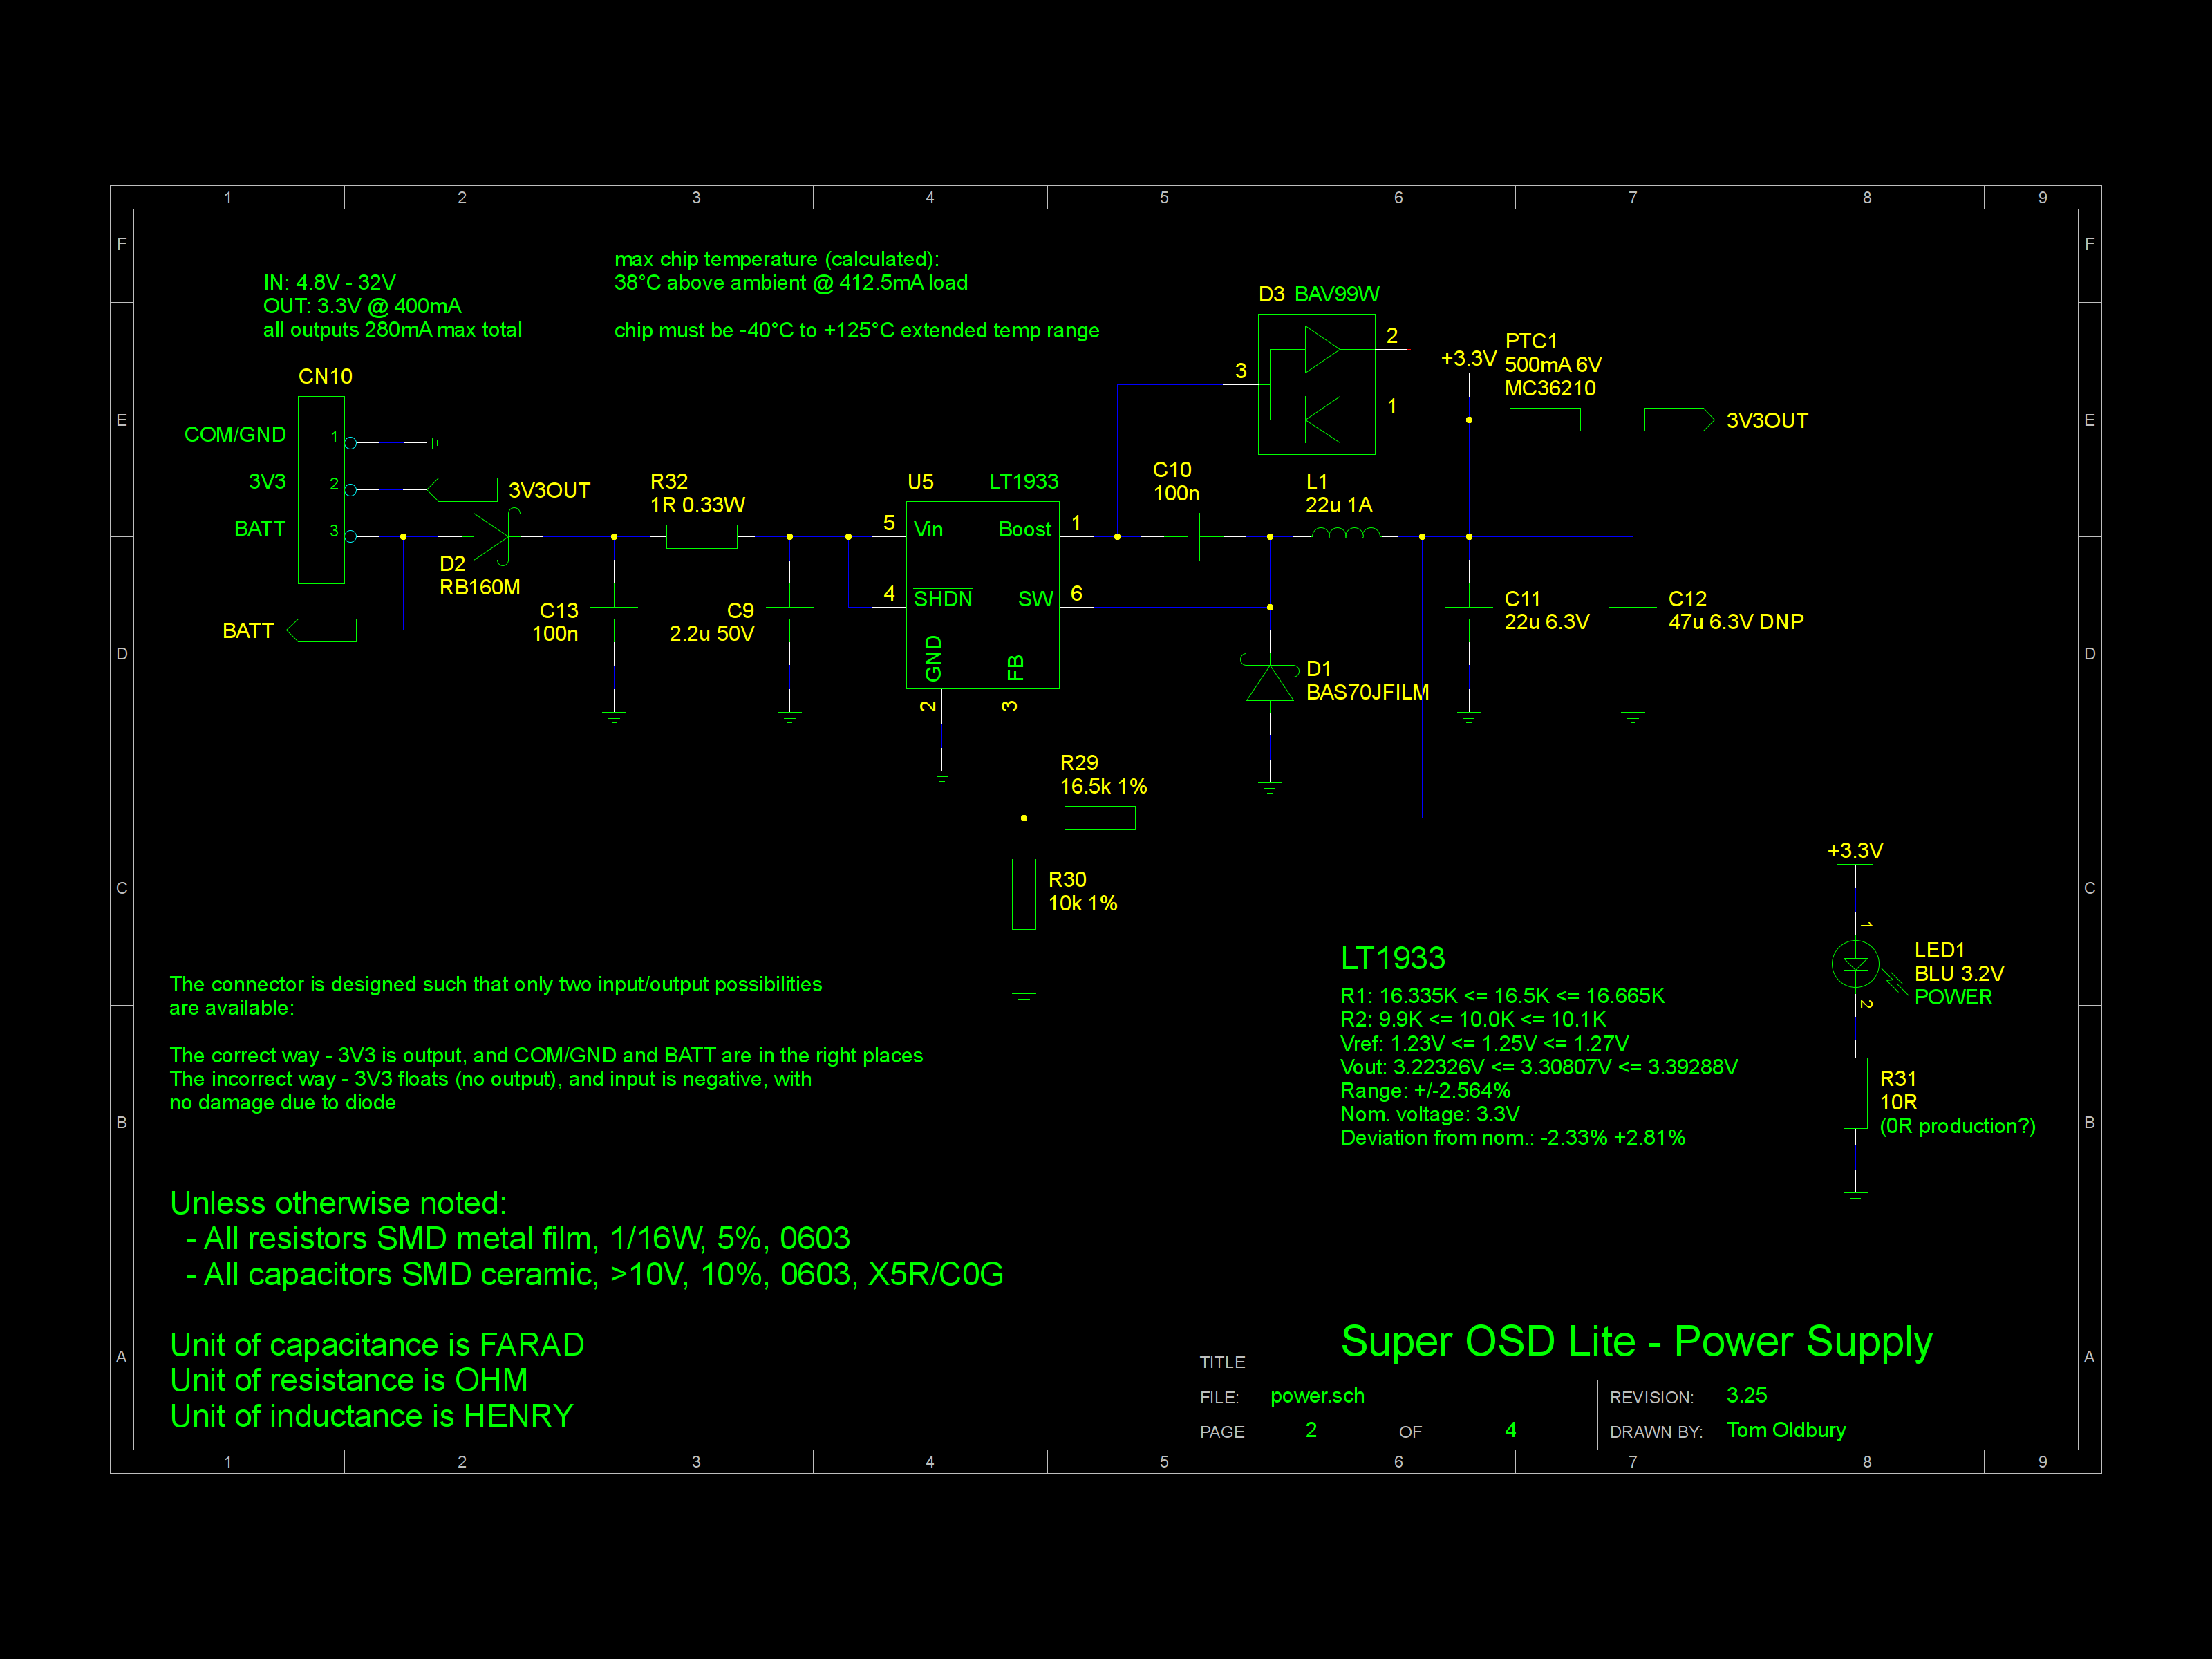 1 2 3 4 5 6 7 8 9
F F
E E
D D
C C
B B
A A
IN: 4.8V - 32V
OUT: 3.3V @ 400mA
all outputs 280mA max total
max chip temperature (calculated):
38°C above ambient @ 412.5mA load
chip must be -40°C to +125°C extended temp range
CN10
COM/GND 1
3V3 2
BATT 3
3V3OUT
BATT
D2
RB160M
C13
100n
R32
1R 0.33W
C9
2.2u 50V
U5 LT1933
5 Vin
Boost 1
4 SHDN
SW 6
GND
2
FB
3
D3 BAV99W
3
2
1
C10
100n
L1
22u 1A
+3.3V
PTC1
500mA 6V
MC36210
3V3OUT
C11
22u 6.3V
C12
47u 6.3V DNP
D1
BAS70JFILM
R29
16.5k 1%
R30
10k 1%
+3.3V
1
2
LED1
BLU 3.2V
POWER
R31
10R
(0R production?)
LT1933
R1: 16.335K <= 16.5K <= 16.665K
R2: 9.9K <= 10.0K <= 10.1K
Vref: 1.23V <= 1.25V <= 1.27V
Vout: 3.22326V <= 3.30807V <= 3.39288V
Range: +/-2.564%
Nom. voltage: 3.3V
Deviation from nom.: -2.33% +2.81%
The connector is designed such that only two input/output possibilities
are available:
The correct way - 3V3 is output, and COM/GND and BATT are in the right places
The incorrect way - 3V3 floats (no output), and input is negative, with
no damage due to diode
Unless otherwise noted:
- All resistors SMD metal film, 1/16W, 5%, 0603
- All capacitors SMD ceramic, >10V, 10%, 0603, X5R/C0G
Unit of capacitance is FARAD
Unit of resistance is OHM
Unit of inductance is HENRY
TITLE Super OSD Lite - Power Supply
FILE: power.sch
REVISION: 3.25
PAGE 2 OF 4
DRAWN BY: Tom Oldbury
1 2 3 4 5 6 7 8 9